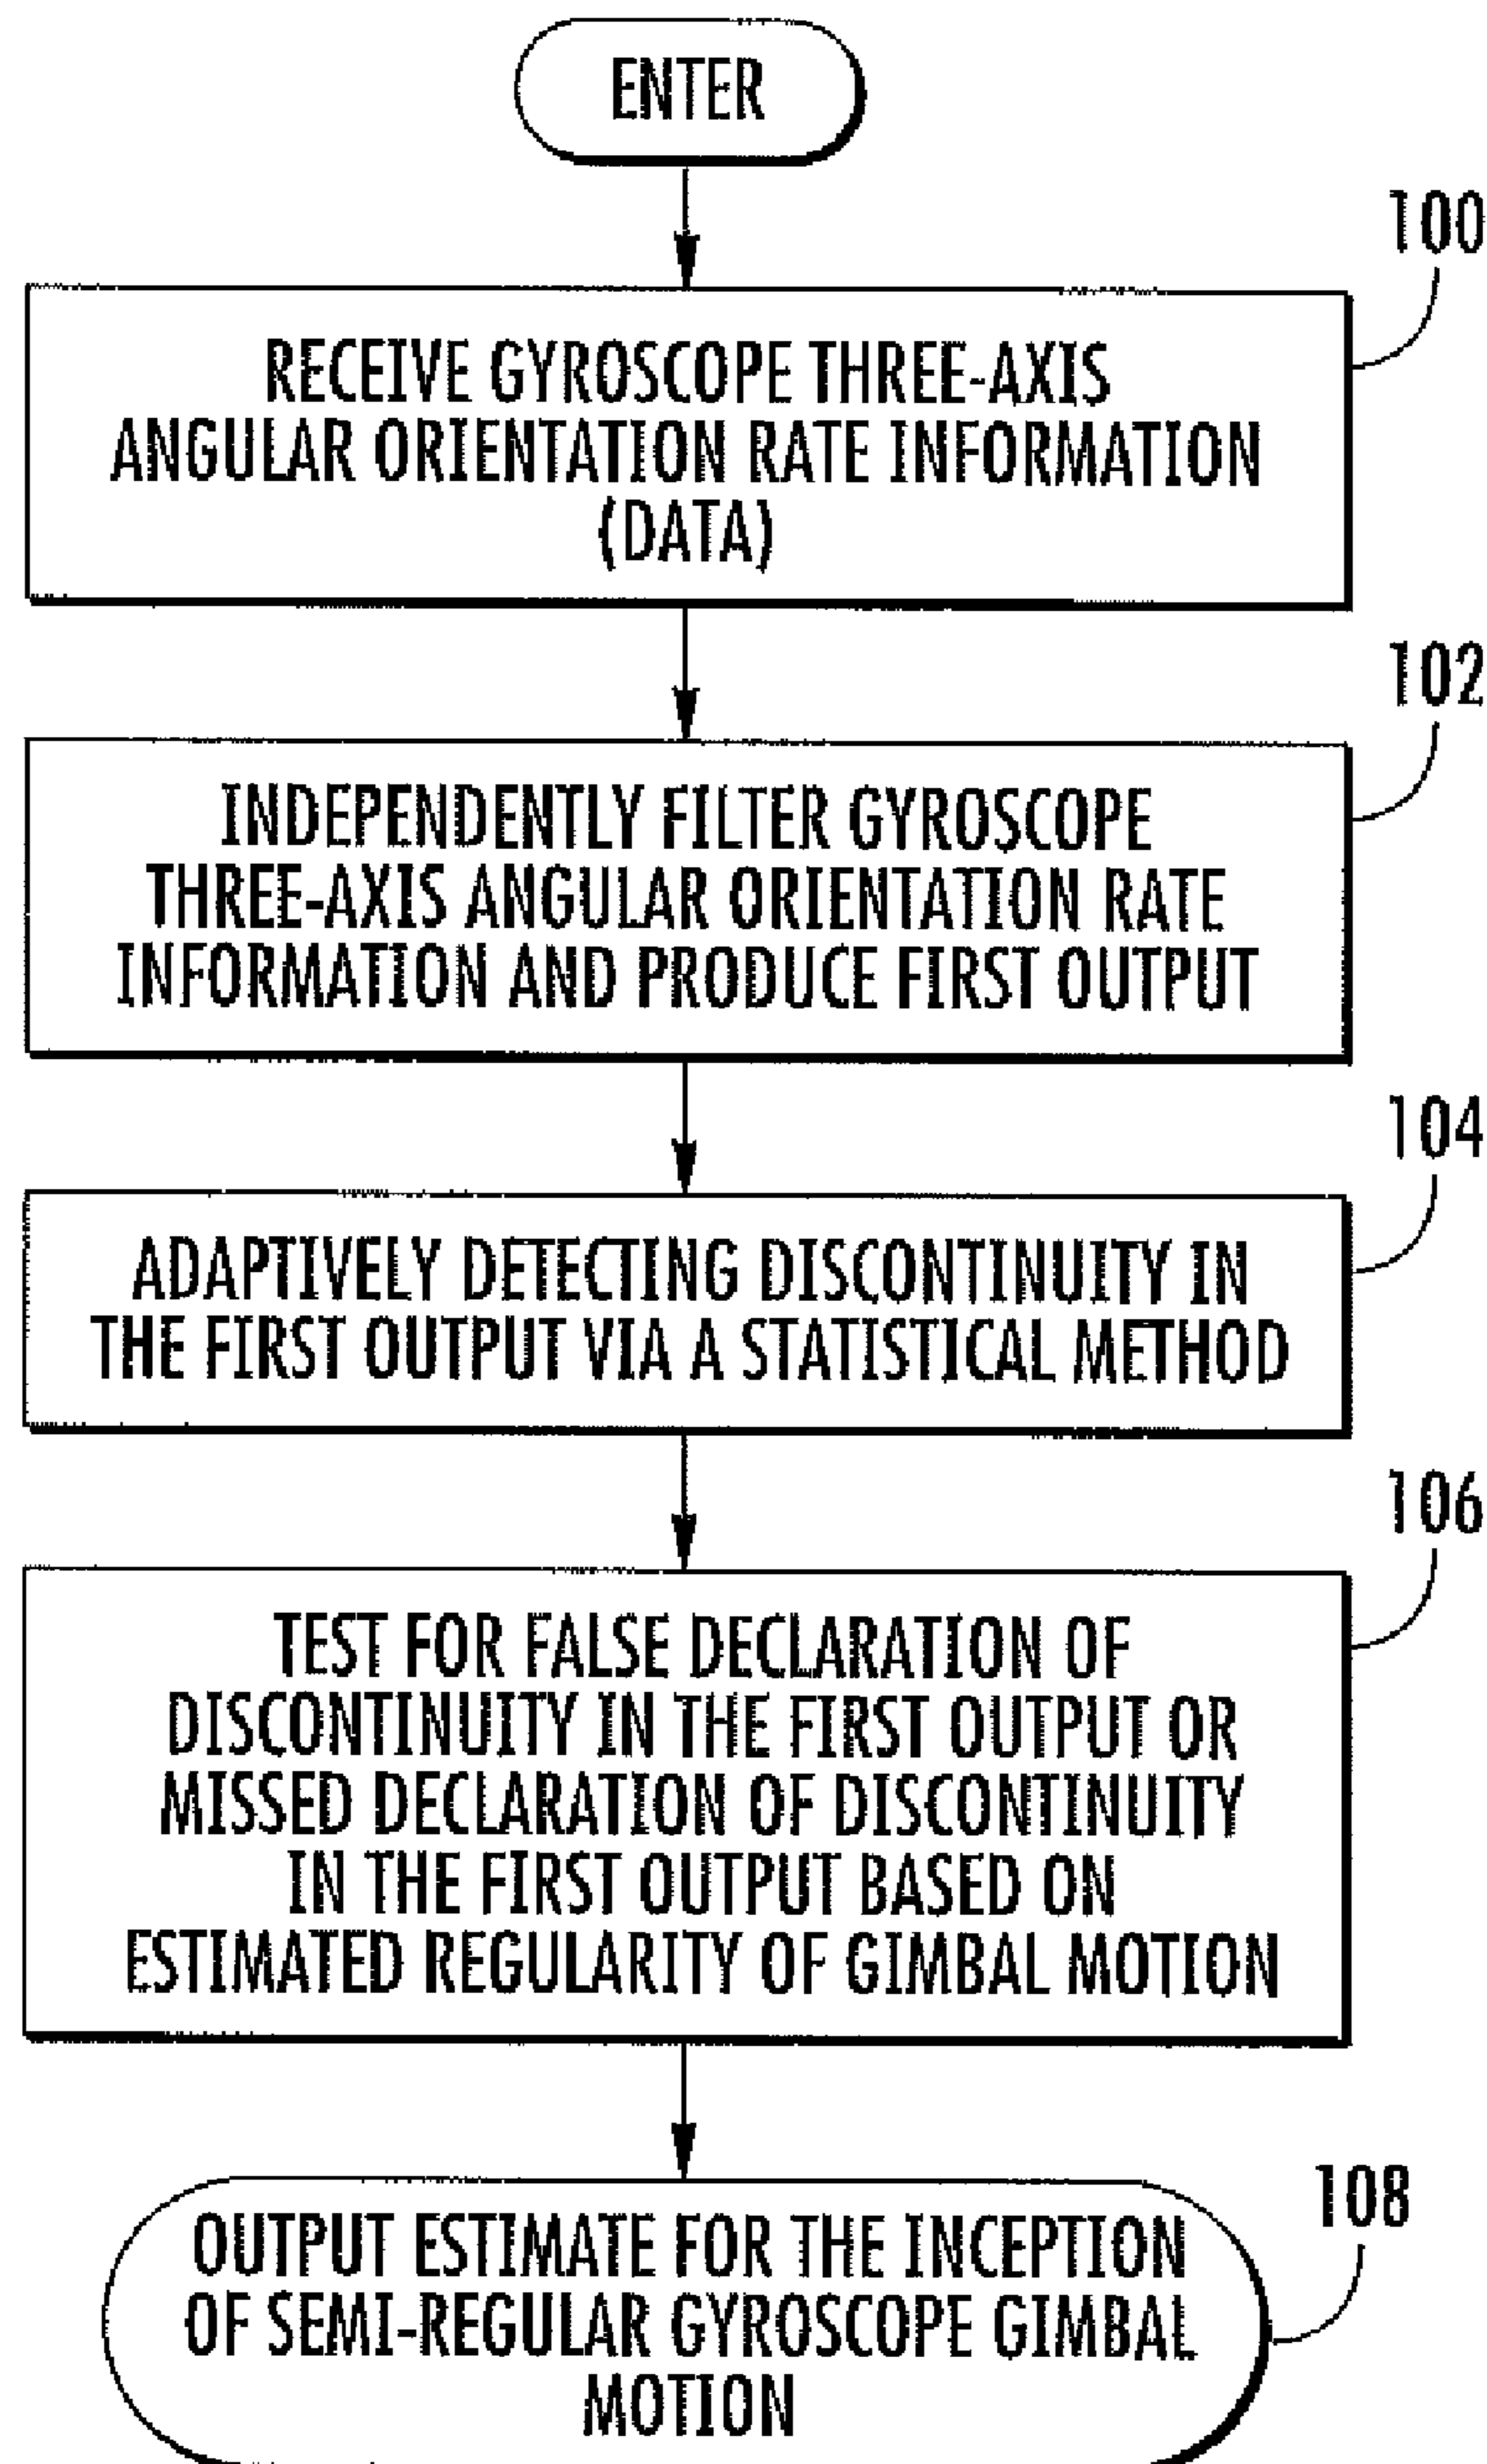 ENTER
100
RECEIVE GYROSCOPE THREE-AXIS
ANGULAR ORIENTATION RATE INFORMATION
(DATA)
102
INDEPENDENTLY FILTER GYROSCOPE
THREE-AXIS ANGULAR ORIENTATION RATE
INFORMATION AND PRODUCE FIRST OUTPUT
104
ADAPTIVELY DETECTING DISCONTINUITY IN
THE FIRST OUTPUT VIA A STATISTICAL METHOD
106
TEST FOR FALSE DECLARATION OF
DISCONTINUITY IN THE FIRST OUTPUT OR
MISSED DECLARATION OF DISCONTINUITY
IN THE FIRST OUTPUT BASED ON
ESTIMATED REGULARITY OF GIMBAL MOTION
108
OUTPUT ESTIMATE FOR THE INCEPTION
OF SEMI-REGULAR GYROSCOPE GIMBAL
MOTION